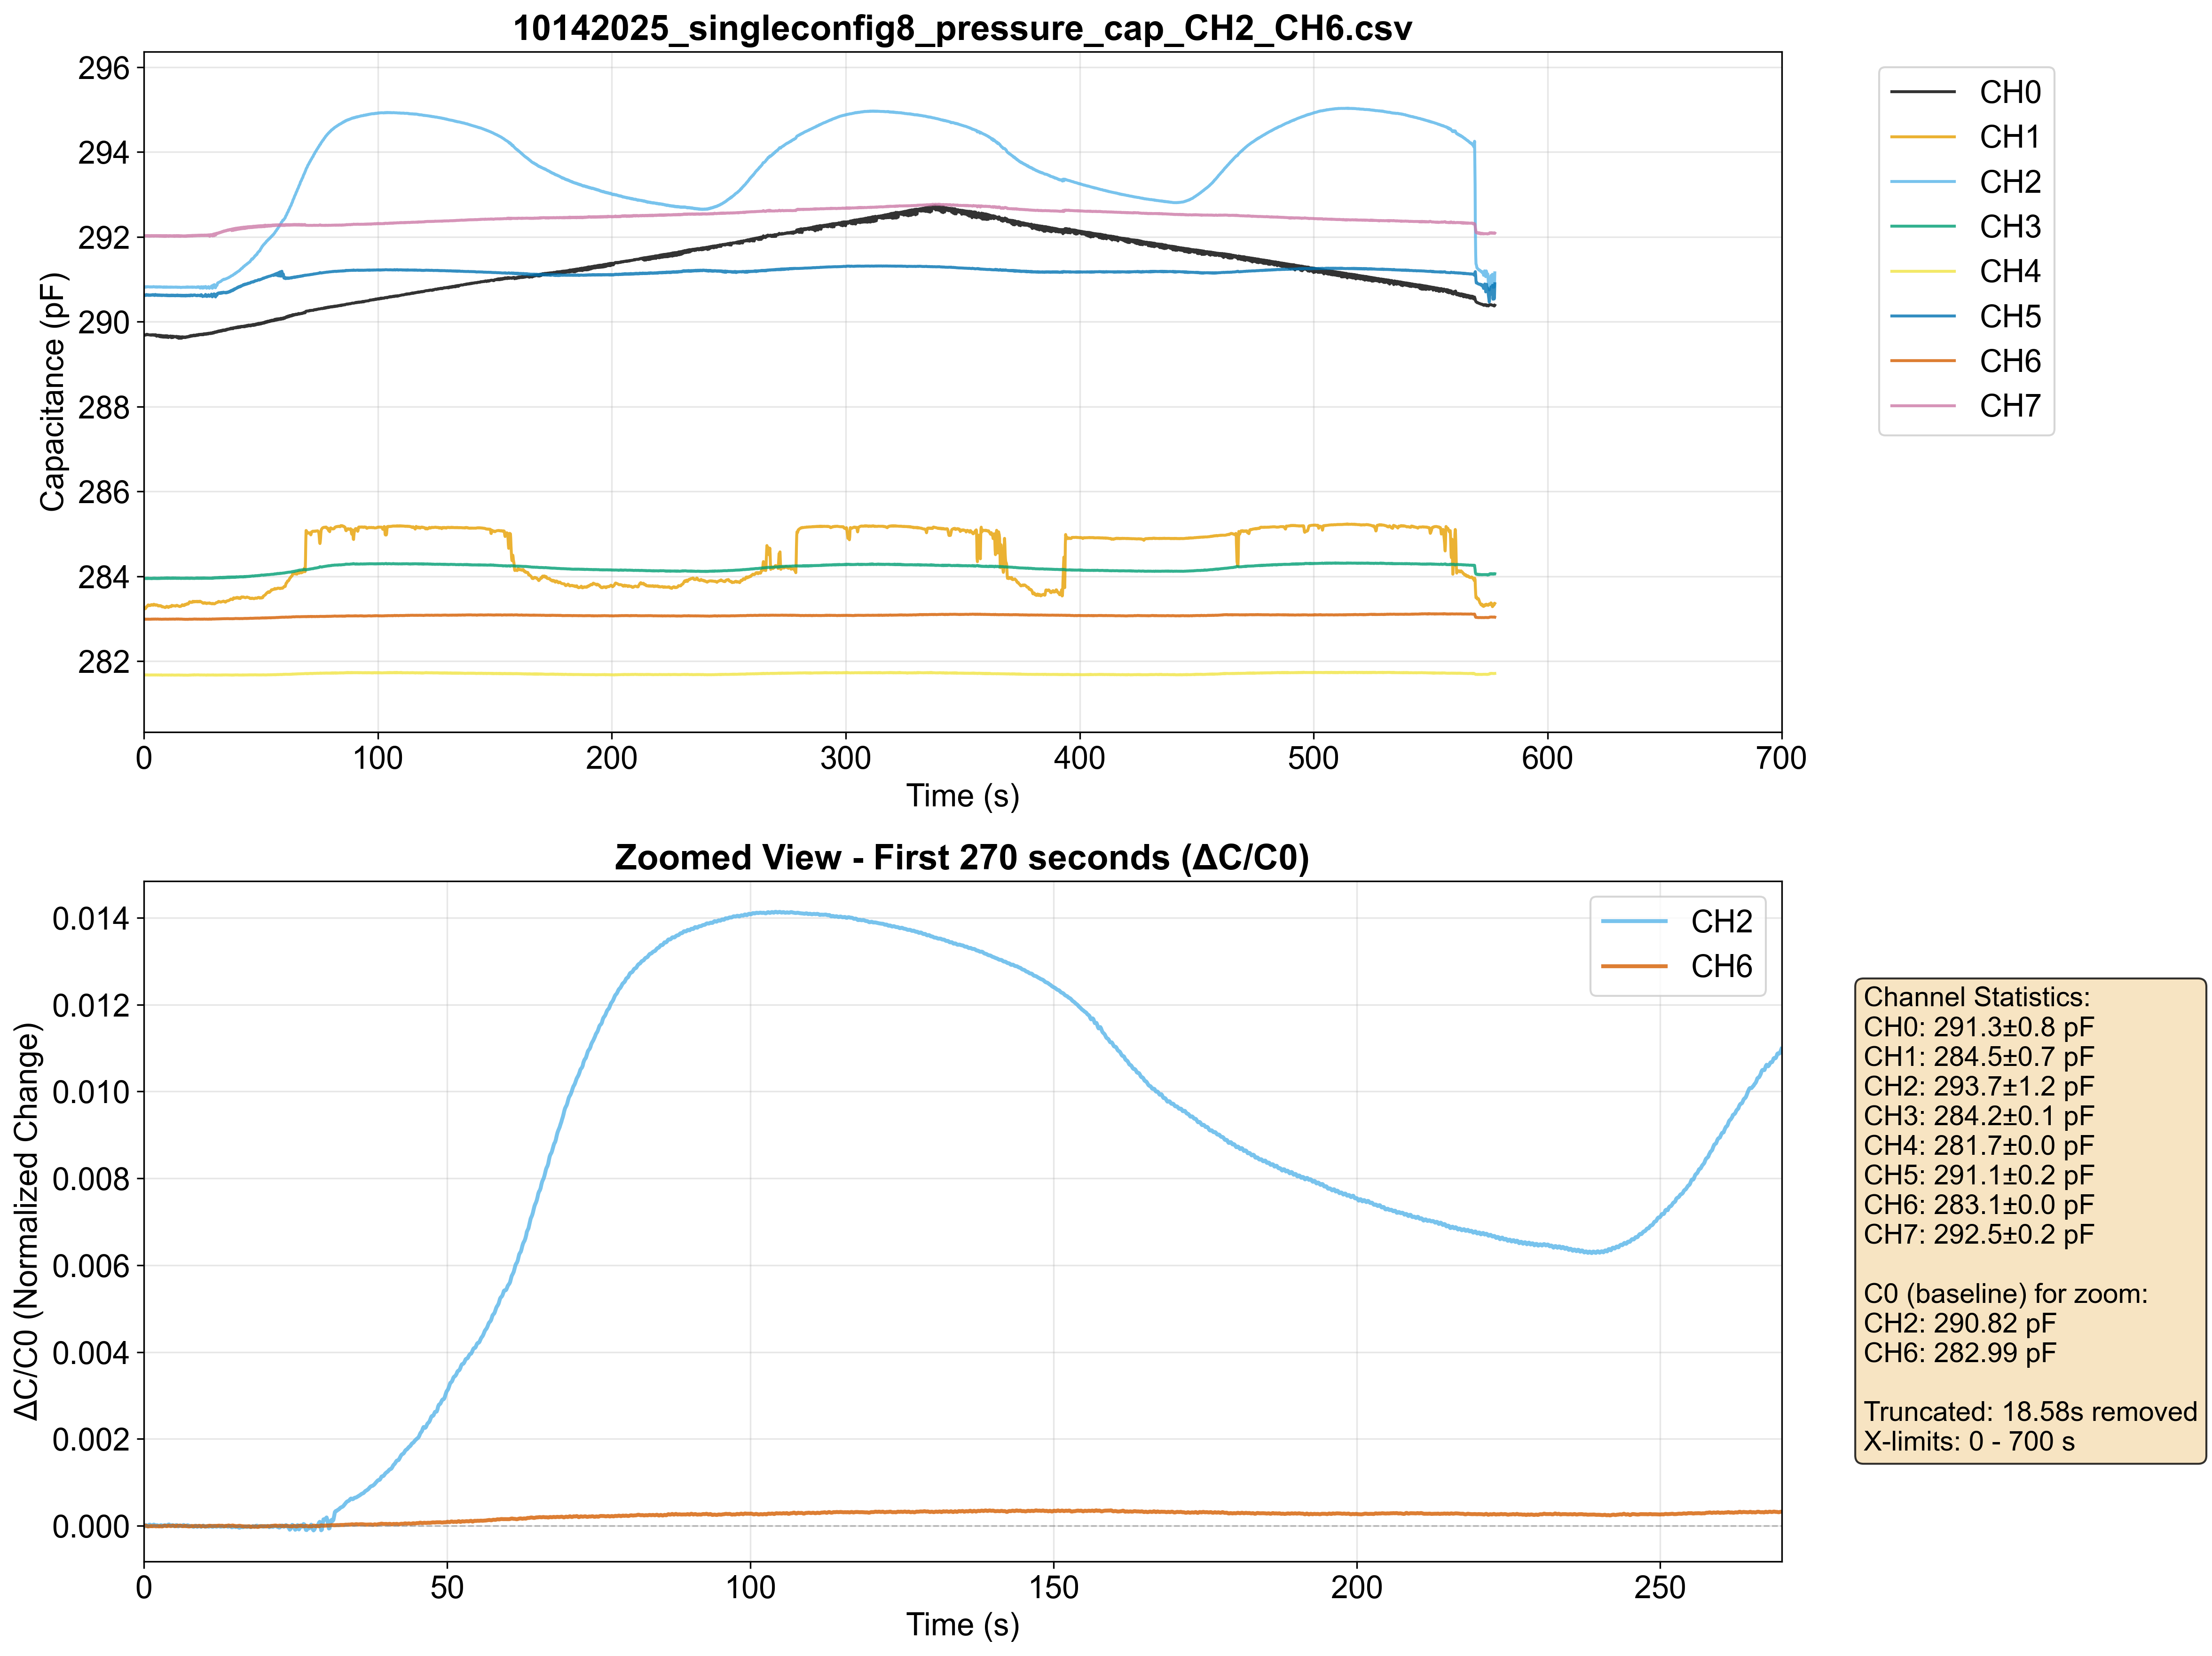 10142025_singleconfig8_pressure_cap_CH2_CH6.csv
Capacitance (pF)
296
294
292
290
288
286
284
282
0 100 200 300 400 500 600 700
Time (s)
CH0
CH1
CH2
CH3
CH4
CH5
CH6
CH7
Zoomed View - First 270 seconds (ΔC/C0)
ΔC/C0 (Normalized Change)
0.014
0.012
0.010
0.008
0.006
0.004
0.002
0.000
0 50 100 150 200 250
Time (s)
CH2
CH6
Channel Statistics:
CH0: 291.3±0.8 pF
CH1: 284.5±0.7 pF
CH2: 293.7±1.2 pF
CH3: 284.2±0.1 pF
CH4: 281.7±0.0 pF
CH5: 291.1±0.2 pF
CH6: 283.1±0.0 pF
CH7: 292.5±0.2 pF
C0 (baseline) for zoom:
CH2: 290.82 pF
CH6: 282.99 pF
Truncated: 18.58s removed
X-limits: 0 - 700 s